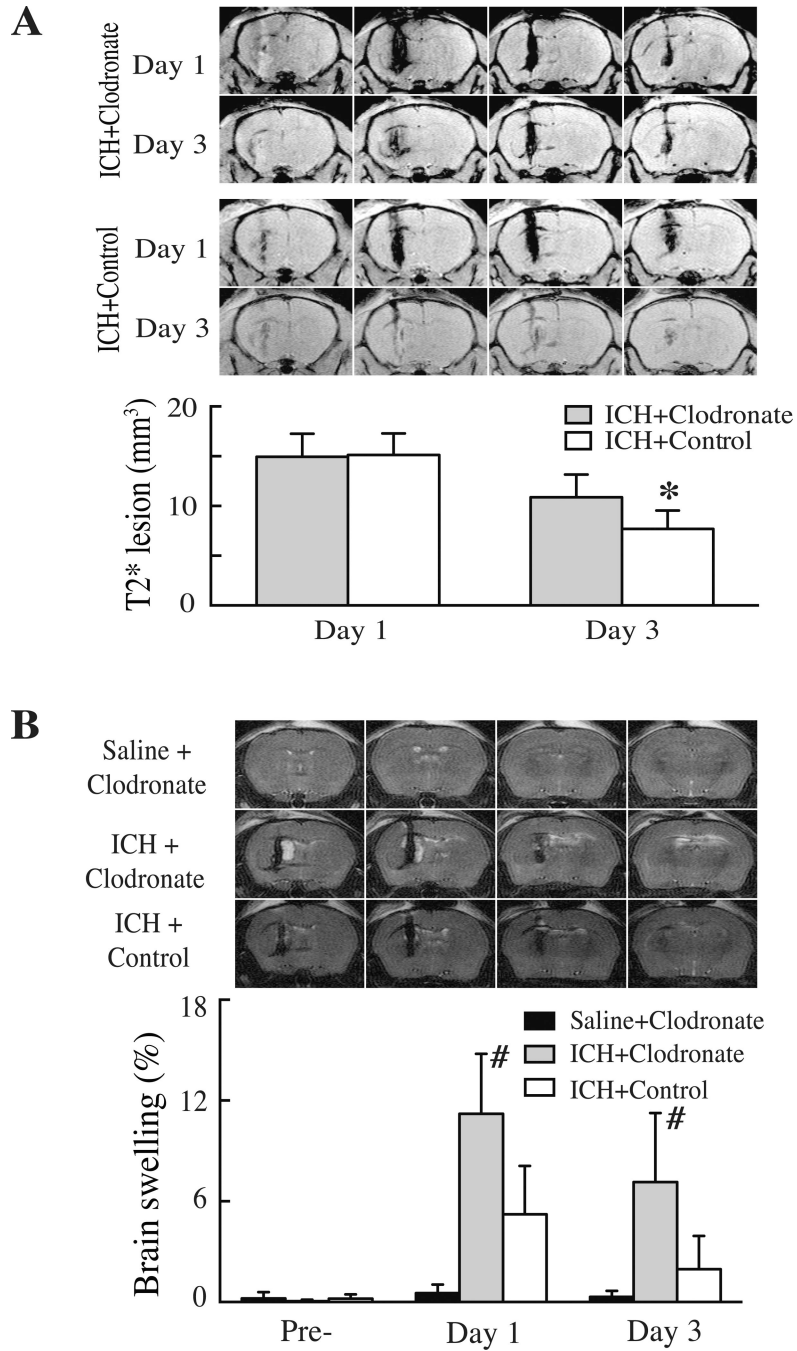 A
ICH+Clodronate
Day 1
Day 3
ICH+Control
Day 1
Day 3
T2* lesion (mm³)
20
10
0
ICH+Clodronate
ICH+Control
*
Day 1
Day 3
B
Saline +
Clodronate
ICH +
Clodronate
ICH +
Control
Brain swelling (%)
18
12
6
0
Saline+Clodronate
ICH+Clodronate
ICH+Control
#
#
Pre-
Day 1
Day 3